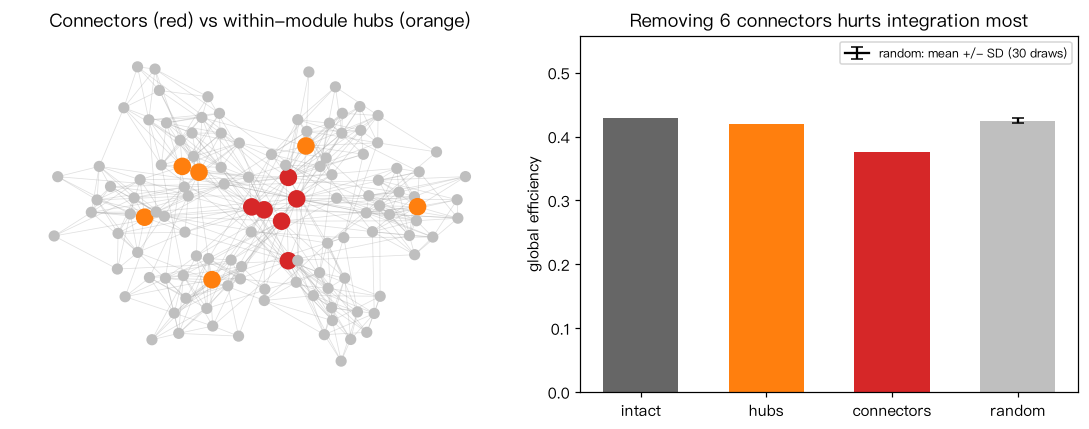 Connectors (red) vs within−module hubs (orange)
Removing 6 connectors hurts integration most
random: mean +/− SD (30 draws)
global efficiency
0.5
0.4
0.3
0.2
0.1
0.0
intact
hubs
connectors
random